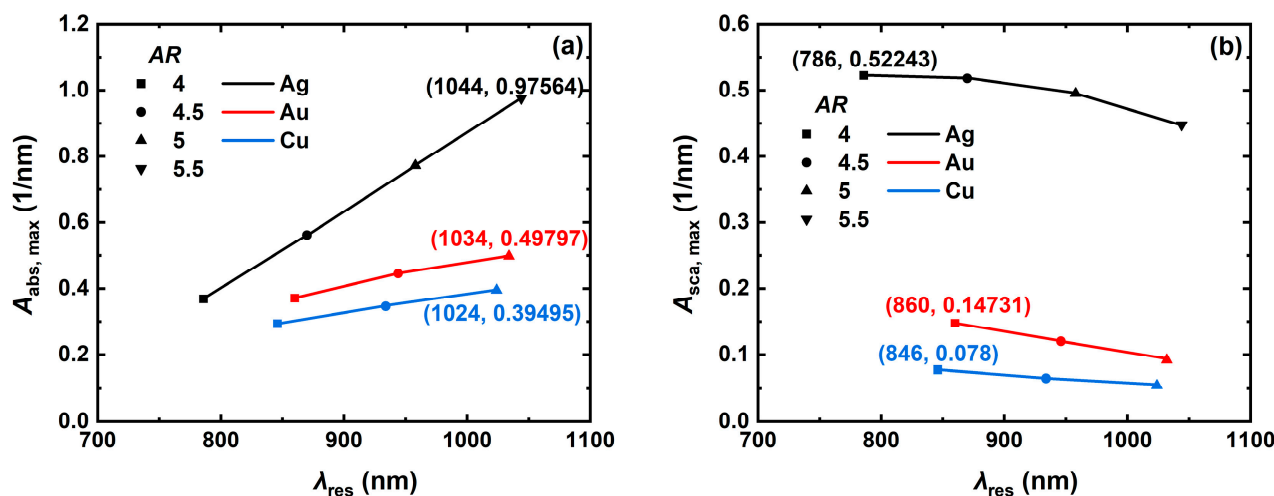 (a)
AR
4 Ag
4.5 Au
5 Cu
5.5
(1044, 0.97564)
(1034, 0.49797)
(1024, 0.39495)
1.2
1.0
0.8
0.6
0.4
0.2
0.0
A_abs, max (1/nm)
700 800 900 1000 1100
λ_res (nm)
(b)
(786, 0.52243)
AR
4 Ag
4.5 Au
5 Cu
5.5
(860, 0.14731)
(846, 0.078)
0.6
0.5
0.4
0.3
0.2
0.1
0.0
A_sca, max (1/nm)
700 800 900 1000 1100
λ_res (nm)